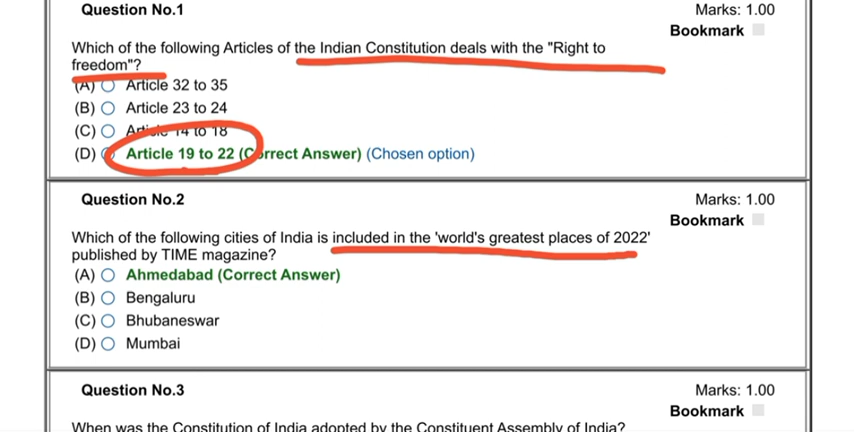 Question No.1 Marks: 1.00
Bookmark
Which of the following Articles of the Indian Constitution deals with the "Right to
freedom"?
(A) Article 32 to 35
(B) Article 23 to 24
(C) Article 14 to 18
(D) Article 19 to 22 (Correct Answer) (Chosen option)
Question No.2 Marks: 1.00
Bookmark
Which of the following cities of India is included in the 'world's greatest places of 2022'
published by TIME magazine?
(A) Ahmedabad (Correct Answer)
(B) Bengaluru
(C) Bhubaneswar
(D) Mumbai
Question No.3 Marks: 1.00
Bookmark
When was the Constitution of India adopted by the Constituent Assembly of India?